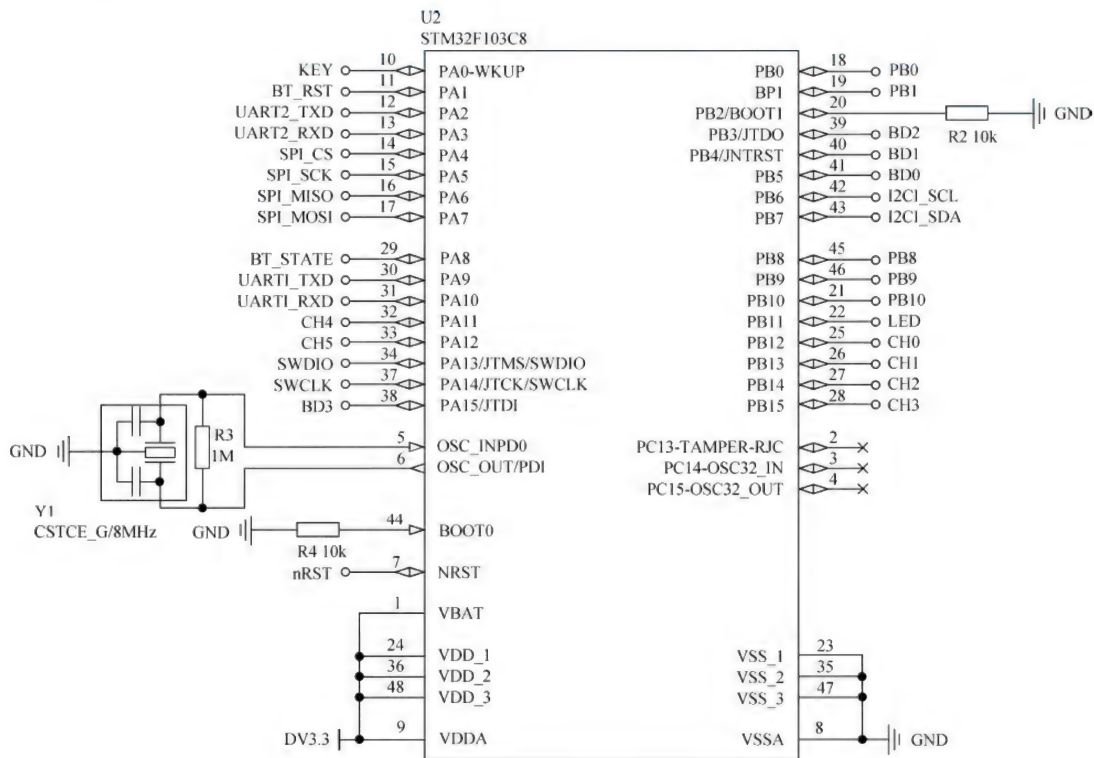 U2
STM32F103C8
KEY 10 PA0-WKUP PB0 18 PB0
BT_RST 11 PA1 BP1 19 PB1
UART2_TXD 12 PA2 PB2/BOOT1 20 R2 10k GND
UART2_RXD 13 PA3 PB3/JTDO 39 BD2
SPI_CS 14 PA4 PB4/JNTRST 40 BD1
SPI_SCK 15 PA5 PB5 41 BD0
SPI_MISO 16 PA6 PB6 42 I2CI_SCL
SPI_MOSI 17 PA7 PB7 43 I2CI_SDA
BT_STATE 29 PA8 PB8 45 PB8
UARTI_TXD 30 PA9 PB9 46 PB9
UARTI_RXD 31 PA10 PB10 21 PB10
CH4 32 PA11 PB11 22 LED
CH5 33 PA12 PB12 25 CH0
SWDIO 34 PA13/JTMS/SWDIO PB13 26 CH1
SWCLK 37 PA14/JTCK/SWCLK PB14 27 CH2
BD3 38 PA15/JTDI PB15 28 CH3
GND R3 1M 5 OSC_INPD0 PC13-TAMPER-RJC 2
6 OSC_OUT/PDI PC14-OSC32_IN 3
PC15-OSC32_OUT 4
Y1
CSTCE_G/8MHz
GND R4 10k 44 BOOT0
nRST 7 NRST
1 VBAT
24 VDD_1 VSS_1 23
36 VDD_2 VSS_2 35
48 VDD_3 VSS_3 47
DV3.3 9 VDDA VSSA 8 GND